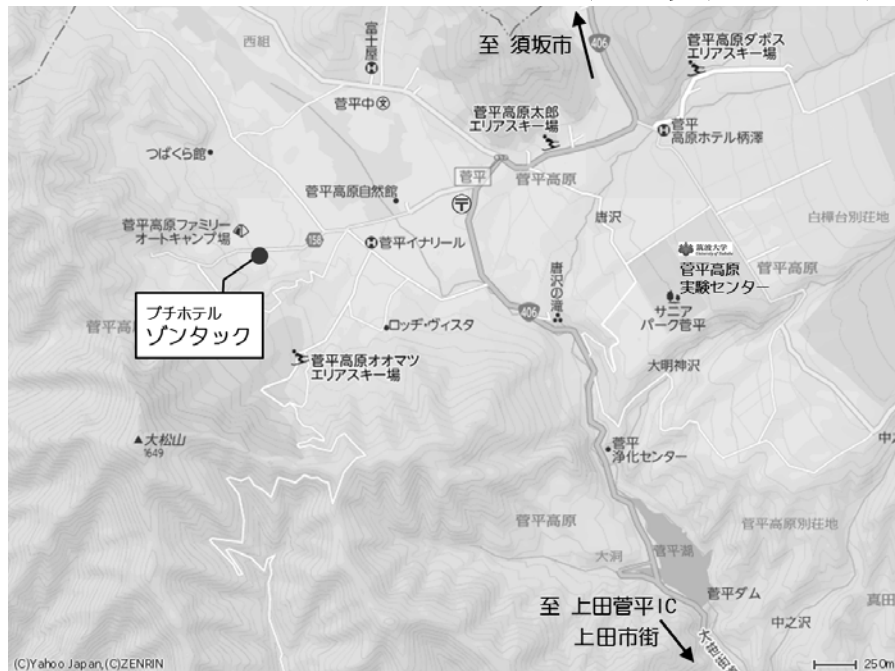 至 須坂市
406
菅平高原ダボス
エリアスキー場
西組
富士屋
菅平中
文
菅平高原太郎
エリアスキー場
菅平
高原ホテル柄澤
つばくら館
菅平
菅平高原
菅平高原自然館
唐沢
白樺台別荘地
菅平高原ファミリー
オートキャンプ場
156
菅平イナリール
筑波大学
University of Tsukuba
菅平高原
実験センター
菅平高原
プチホテル
ゾンタック
唐沢の滝
406
サニア
パーク菅平
ロッヂ・ヴィスタ
菅平高原オオマツ
エリアスキー場
大明神沢
大松山
1649
菅平
浄化センター
菅平高原
菅平高原別荘地
大洞
菅平湖
菅平ダム
至 上田菅平IC
上田市街
中之沢
真田
(C)Yahoo Japan,(C)ZENRIN